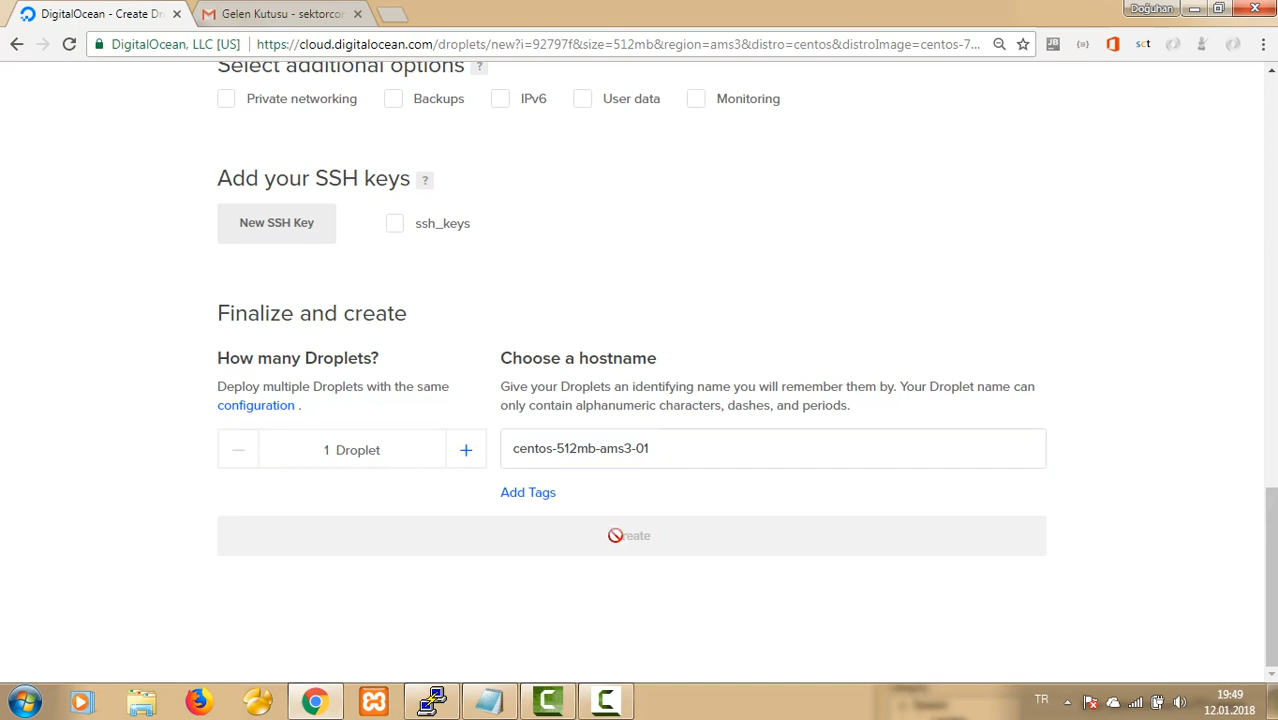 DigitalOcean - Create Dr
Gelen Kutusu - sektorcor
Doğuhan
DigitalOcean, LLC [US]
https://cloud.digitalocean.com/droplets/new?i=92797f&size=512mb&region=ams3&distro=centos&distroImage=centos-7...
JB
sct
Select additional options ?
Private networking
Backups
IPv6
User data
Monitoring
Add your SSH keys ?
New SSH Key
ssh_keys
Finalize and create
How many Droplets?
Deploy multiple Droplets with the same
configuration .
1 Droplet
Choose a hostname
Give your Droplets an identifying name you will remember them by. Your Droplet name can
only contain alphanumeric characters, dashes, and periods.
centos-512mb-ams3-01
Add Tags
Create
TR
19:49
12.01.2018